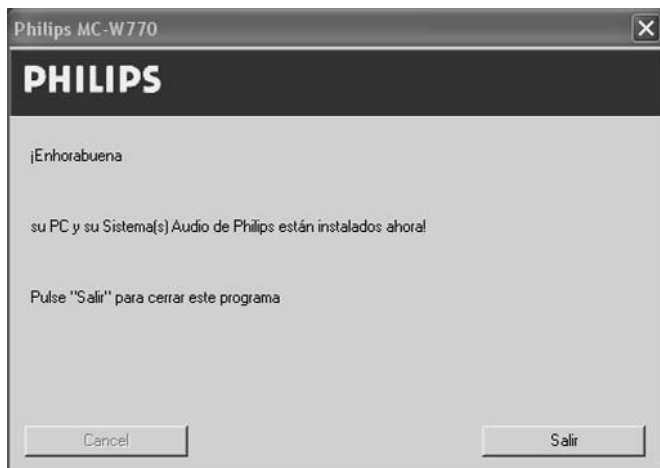 Philips MC-W770
PHILIPS
¡Enhorabuena
su PC y su Sistema(s) Audio de Philips están instalados ahora!
Pulse "Salir" para cerrar este programa
Cancel
Salir